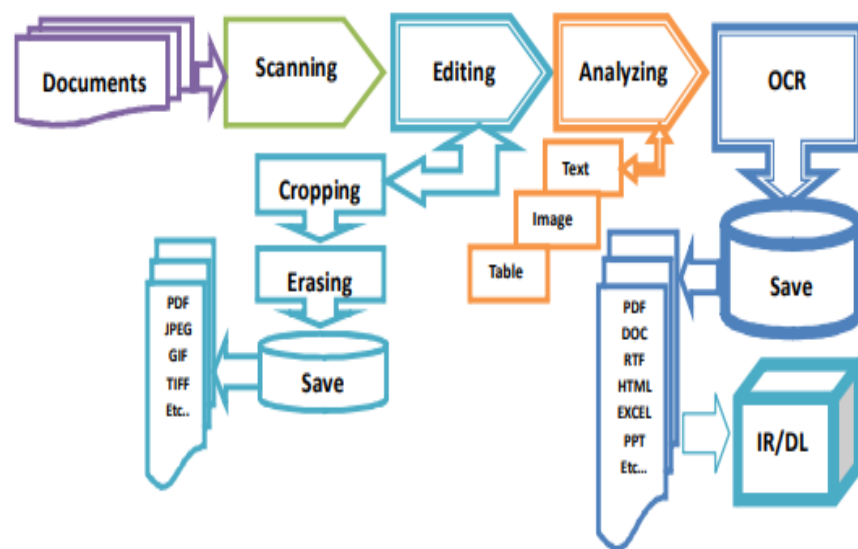 Documents
Scanning
Editing
Analyzing
OCR
Cropping
Text
Image
Table
Erasing
Save
PDF
JPEG
GIF
TIFF
Etc..
Save
PDF
DOC
RTF
HTML
EXCEL
PPT
Etc...
IR/DL